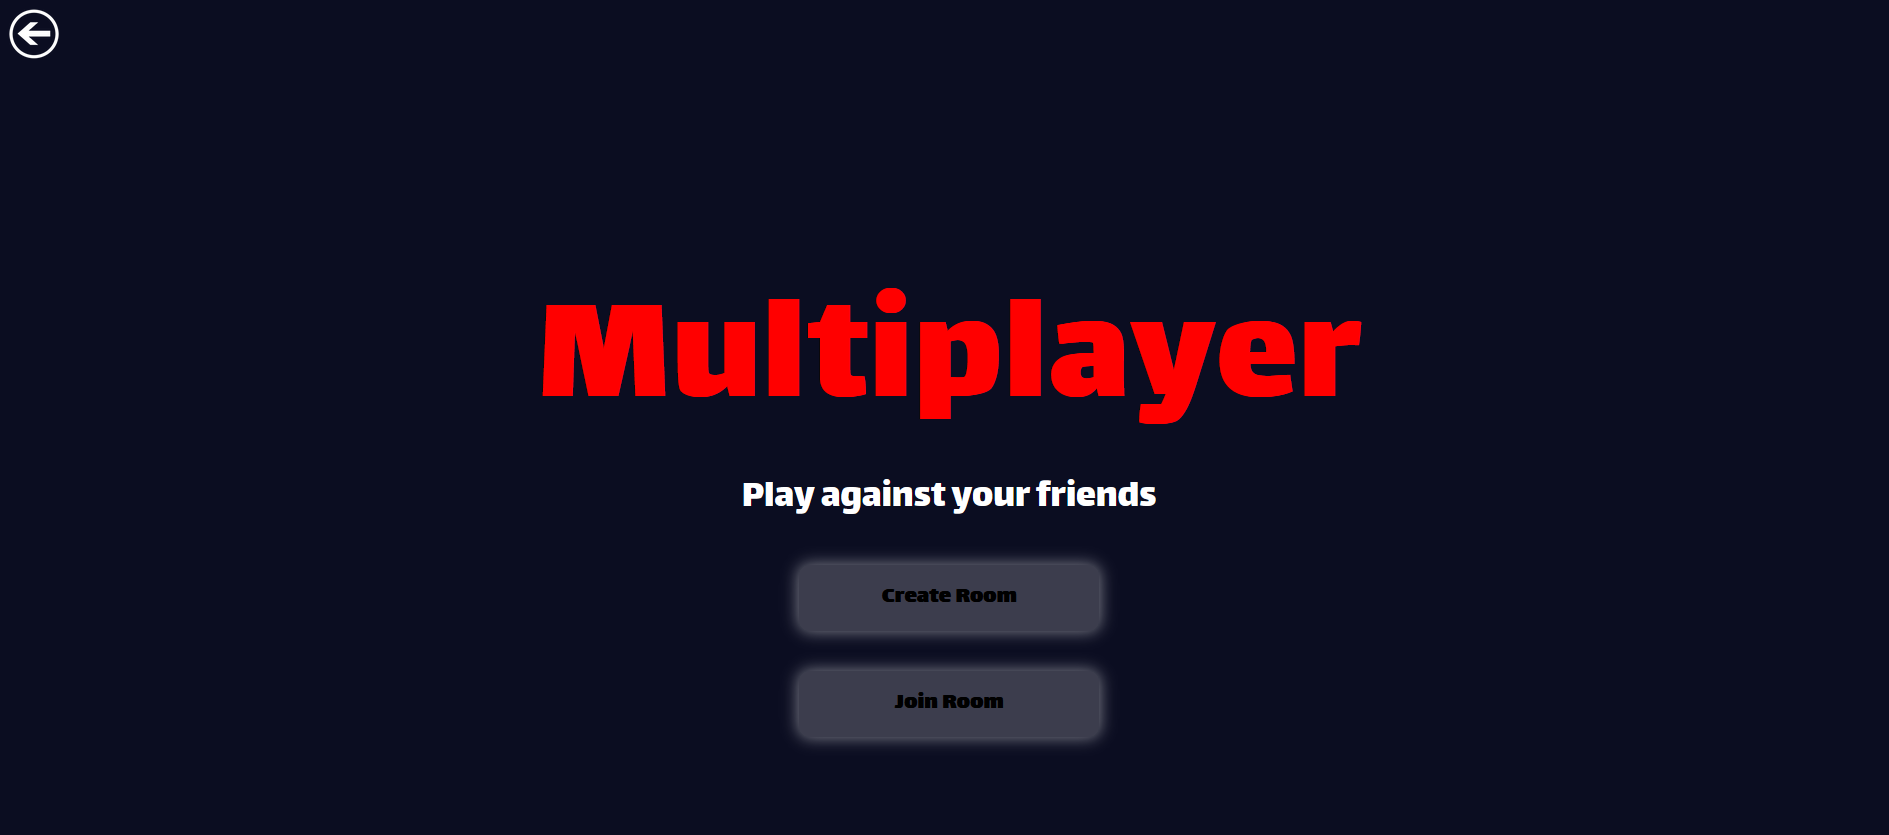 Multiplayer
Play against your friends
Create Room
Join Room